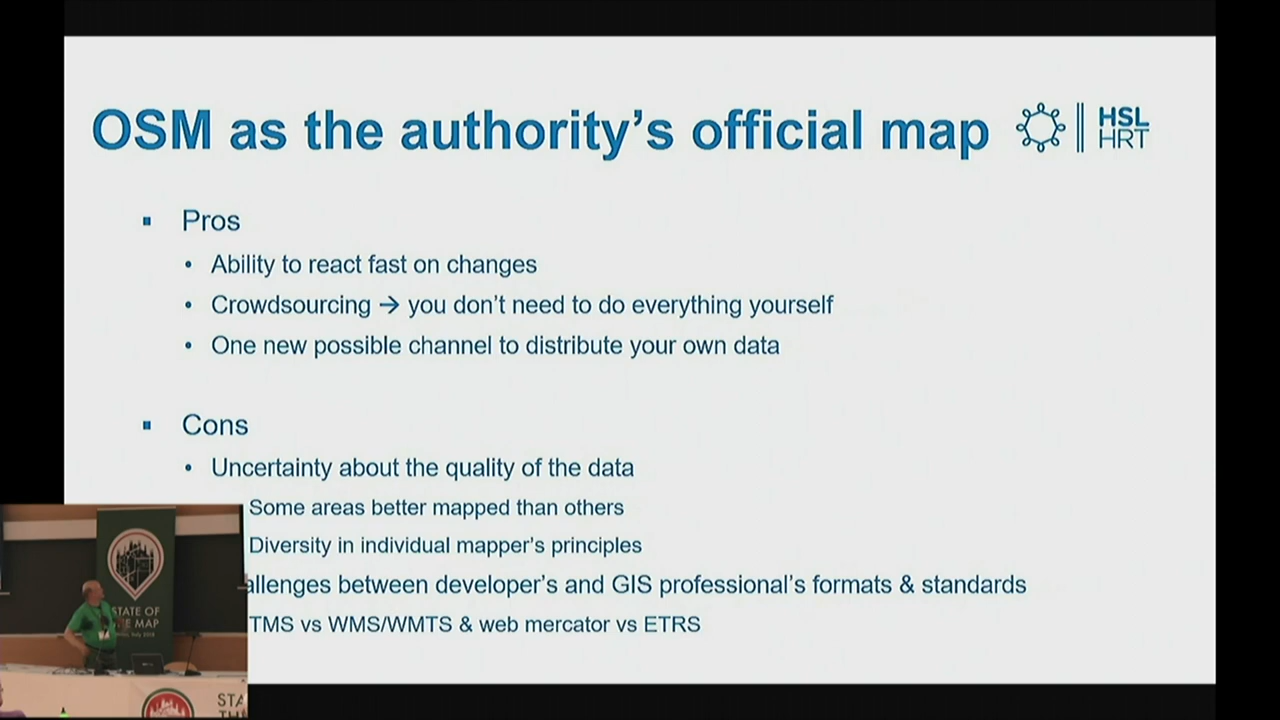 OSM as the authority's official map
HSL
HRT
Pros
Ability to react fast on changes
Crowdsourcing → you don't need to do everything yourself
One new possible channel to distribute your own data
Cons
Uncertainty about the quality of the data
Some areas better mapped than others
Diversity in individual mapper's principles
allenges between developer's and GIS professional's formats & standards
TMS vs WMS/WMTS & web mercator vs ETRS
STATE OF
THE MAP
STA